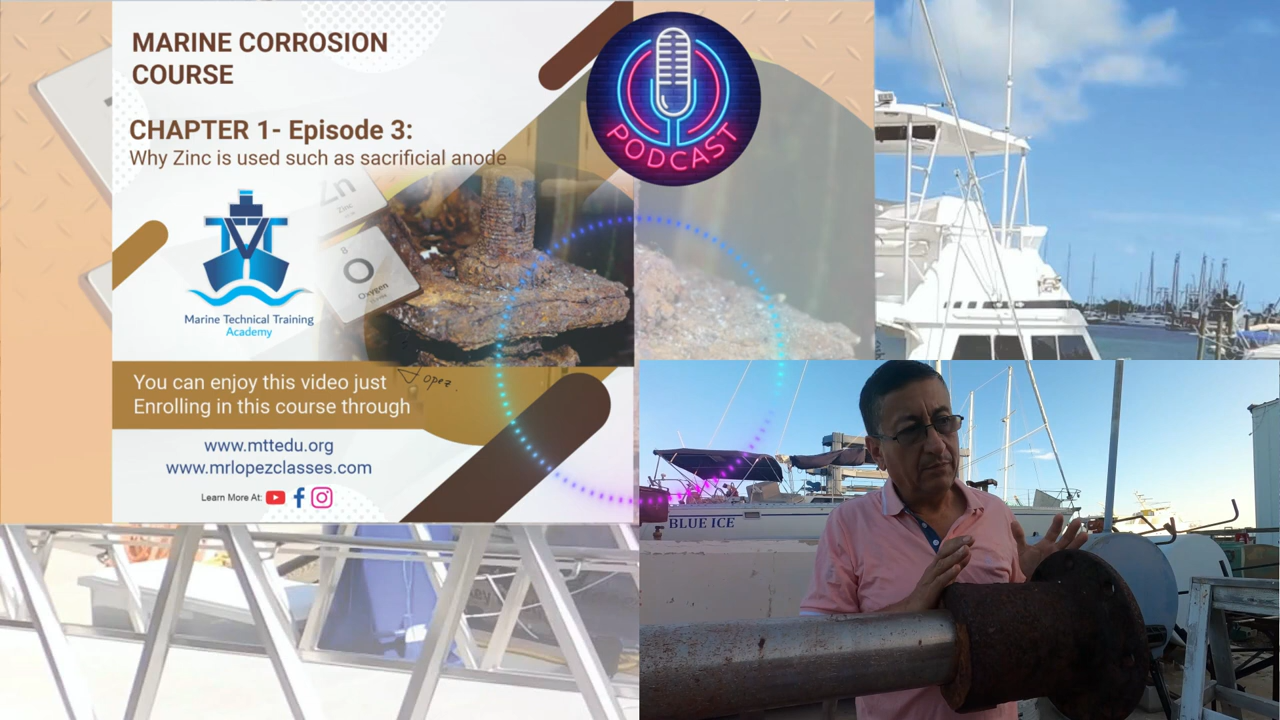 MARINE CORROSION
COURSE
CHAPTER 1- Episode 3:
Why Zinc is used such as sacrificial anode
PODCAST
Zn
Zinc
8
O
Oxygen
Marine Technical Training
Academy
Lopez.
You can enjoy this video just
Enrolling in this course through
www.mttedu.org
www.mrlopezclasses.com
Learn More At:
BLUE ICE